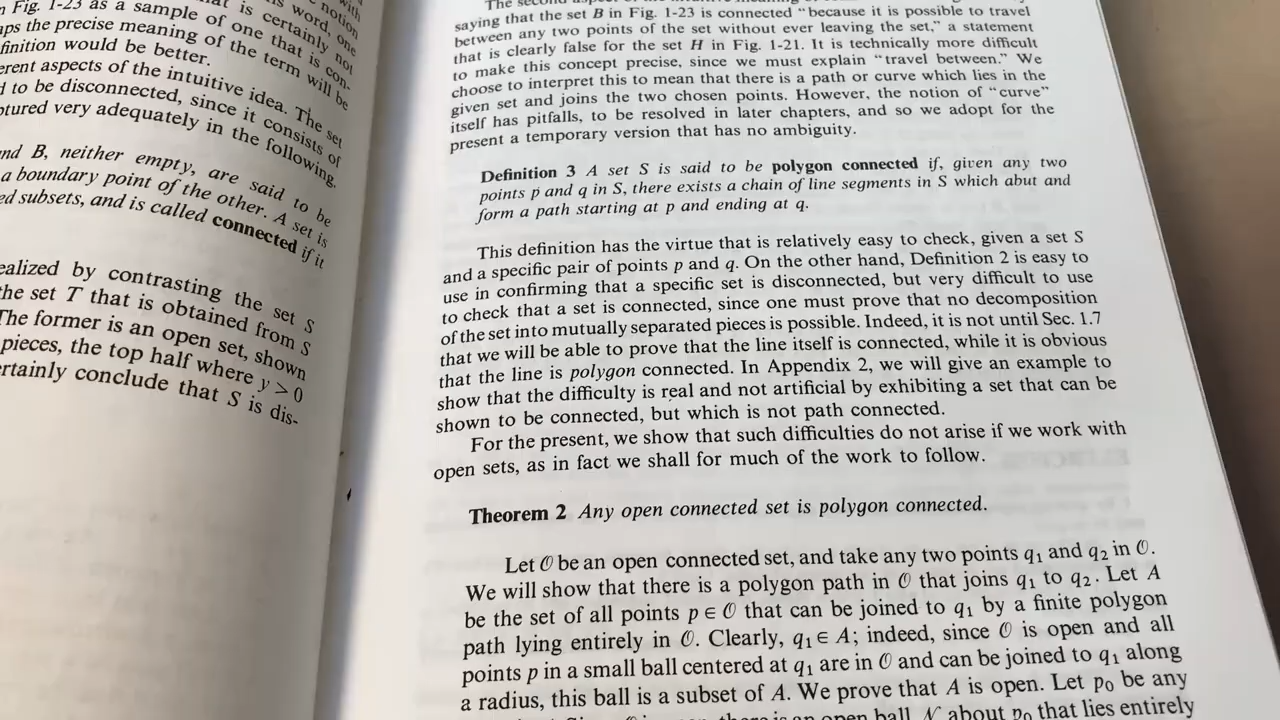 n Fig. 1-23 as a sample of one that is con-
aps the precise meaning of the term will be
finition would be better.
erent aspects of the intuitive idea. The set
d to be disconnected, since it consists of
ptured very adequately in the following.
nd B, neither empty, are said to be
a boundary point of the other. A set is
ed subsets, and is called connected if it
ealized by contrasting the set S
the set T that is obtained from S
The former is an open set, shown
pieces, the top half where y > 0
ertainly conclude that S is dis-
The second aspect of the intuitive meaning
saying that the set B in Fig. 1-23 is connected "because it is possible to travel
between any two points of the set without ever leaving the set," a statement
that is clearly false for the set H in Fig. 1-21. It is technically more difficult
to make this concept precise, since we must explain "travel between." We
choose to interpret this to mean that there is a path or curve which lies in the
given set and joins the two chosen points. However, the notion of "curve"
itself has pitfalls, to be resolved in later chapters, and so we adopt for the
present a temporary version that has no ambiguity.
Definition 3 A set S is said to be polygon connected if, given any two
points p and q in S, there exists a chain of line segments in S which abut and
form a path starting at p and ending at q.
This definition has the virtue that is relatively easy to check, given a set S
and a specific pair of points p and q. On the other hand, Definition 2 is easy to
use in confirming that a specific set is disconnected, but very difficult to use
to check that a set is connected, since one must prove that no decomposition
of the set into mutually separated pieces is possible. Indeed, it is not until Sec. 1.7
that we will be able to prove that the line itself is connected, while it is obvious
that the line is polygon connected. In Appendix 2, we will give an example to
show that the difficulty is real and not artificial by exhibiting a set that can be
shown to be connected, but which is not path connected.
For the present, we show that such difficulties do not arise if we work with
open sets, as in fact we shall for much of the work to follow.
Theorem 2 Any open connected set is polygon connected.
Let 𝒪 be an open connected set, and take any two points q₁ and q₂ in 𝒪.
We will show that there is a polygon path in 𝒪 that joins q₁ to q₂. Let A
be the set of all points p ∈ 𝒪 that can be joined to q₁ by a finite polygon
path lying entirely in 𝒪. Clearly, q₁ ∈ A; indeed, since 𝒪 is open and all
points p in a small ball centered at q₁ are in 𝒪 and can be joined to q₁ along
a radius, this ball is a subset of A. We prove that A is open. Let p₀ be any
there is an open ball 𝒩 about p₀ that lies entirely